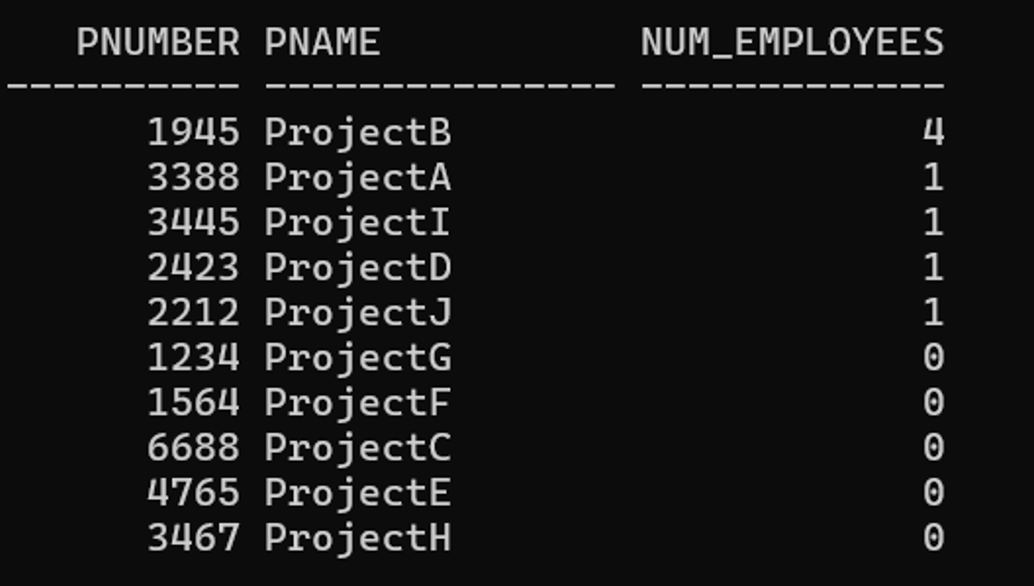 PNUMBER PNAME NUM_EMPLOYEES
---------- --------------- -------------
1945 ProjectB 4
3388 ProjectA 1
3445 ProjectI 1
2423 ProjectD 1
2212 ProjectJ 1
1234 ProjectG 0
1564 ProjectF 0
6688 ProjectC 0
4765 ProjectE 0
3467 ProjectH 0